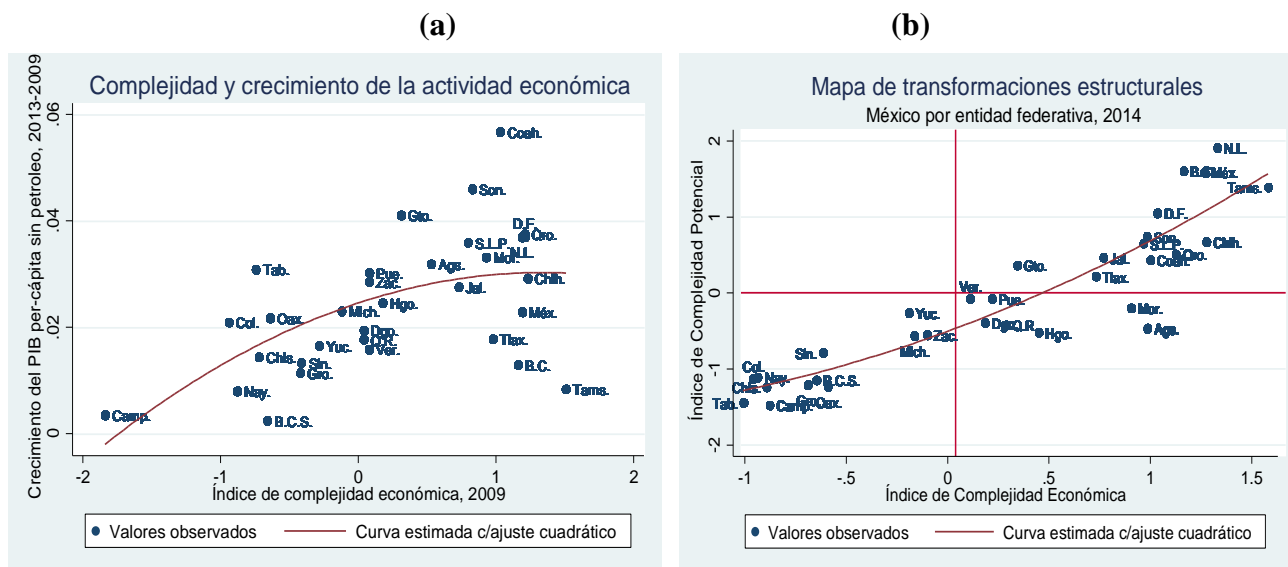 (a)
Complejidad y crecimiento de la actividad económica
Crecimiento del PIB per-cápita sin petroleo, 2013-2009
.06
.04
.02
0
Coah.
Son.
Gto.
D.F.
Qro.
S.L.P.
N.L.
Mor.
Ags.
Tab.
Pue.
Zac.
Chih.
Jal.
Hgo.
Mich.
Méx.
Oax.
Col.
Dgo.
Q.R.
Tlax.
Yuc.
Ver.
Chis.
Sin.
B.C.
Gro.
Nay.
Tams.
Camp.
B.C.S.
-2 -1 0 1 2
Índice de complejidad económica, 2009
Valores observados Curva estimada c/ajuste cuadrático
(b)
Mapa de transformaciones estructurales
México por entidad federativa, 2014
Índice de Complejidad Potencial
2
1
0
-1
-2
N.L.
B.C.
Méx.
Tams.
D.F.
Son.
S.L.P.
Chih.
Qro.
Jal.
Coah.
Gto.
Tlax.
Ver.
Pue.
Mor.
Yuc.
Dgo.
Q.R.
Ags.
Hgo.
Zac.
Mich.
Sin.
Col.
Nay.
B.C.S.
Chis.
Gro.
Oax.
Tab.
Camp.
-1 -.5 0 .5 1 1.5
Índice de Complejidad Económica
Valores observados Curva estimada c/ajuste cuadrático